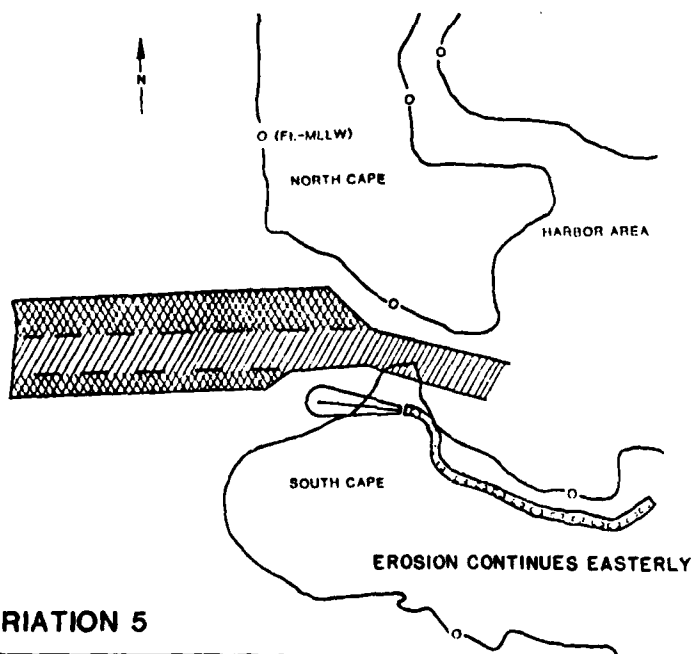 N
O
O
O (Ft.-MLLW)
NORTH CAPE
HARBOR AREA
O
SOUTH CAPE
O
EROSION CONTINUES EASTERLY
RIATION 5
O